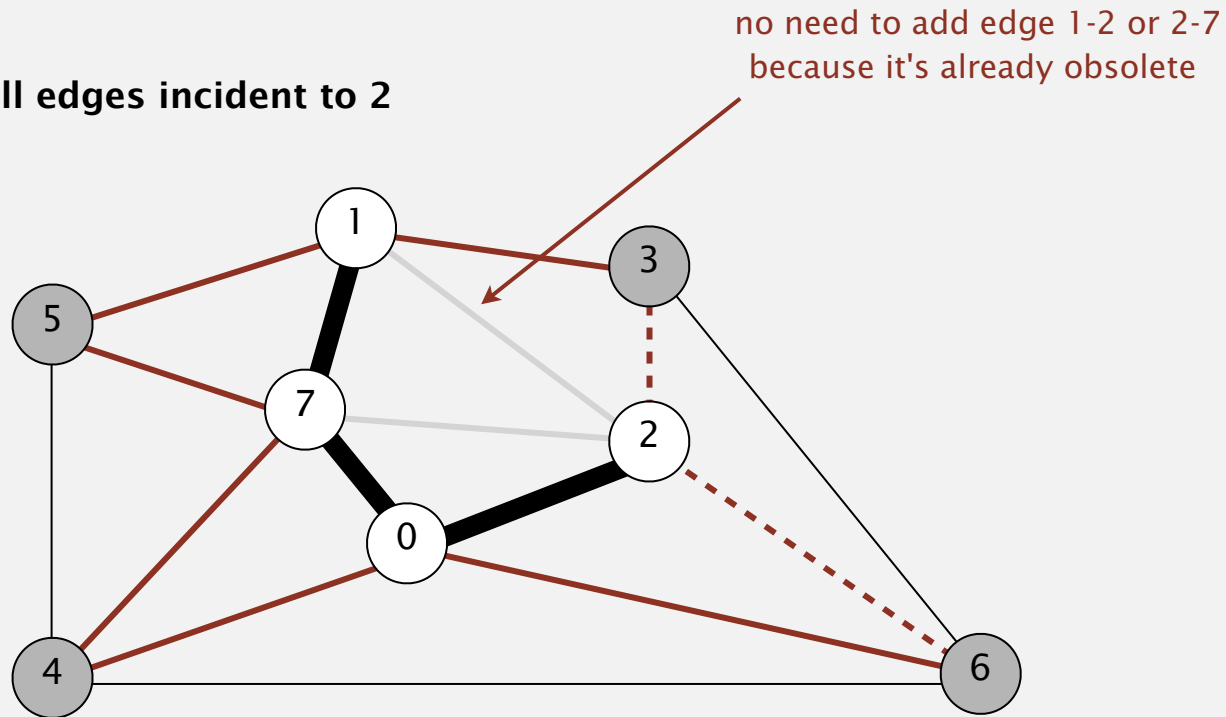 no need to add edge 1-2 or 2-7
because it's already obsolete
ll edges incident to 2
1
3
5
7
2
0
4
6